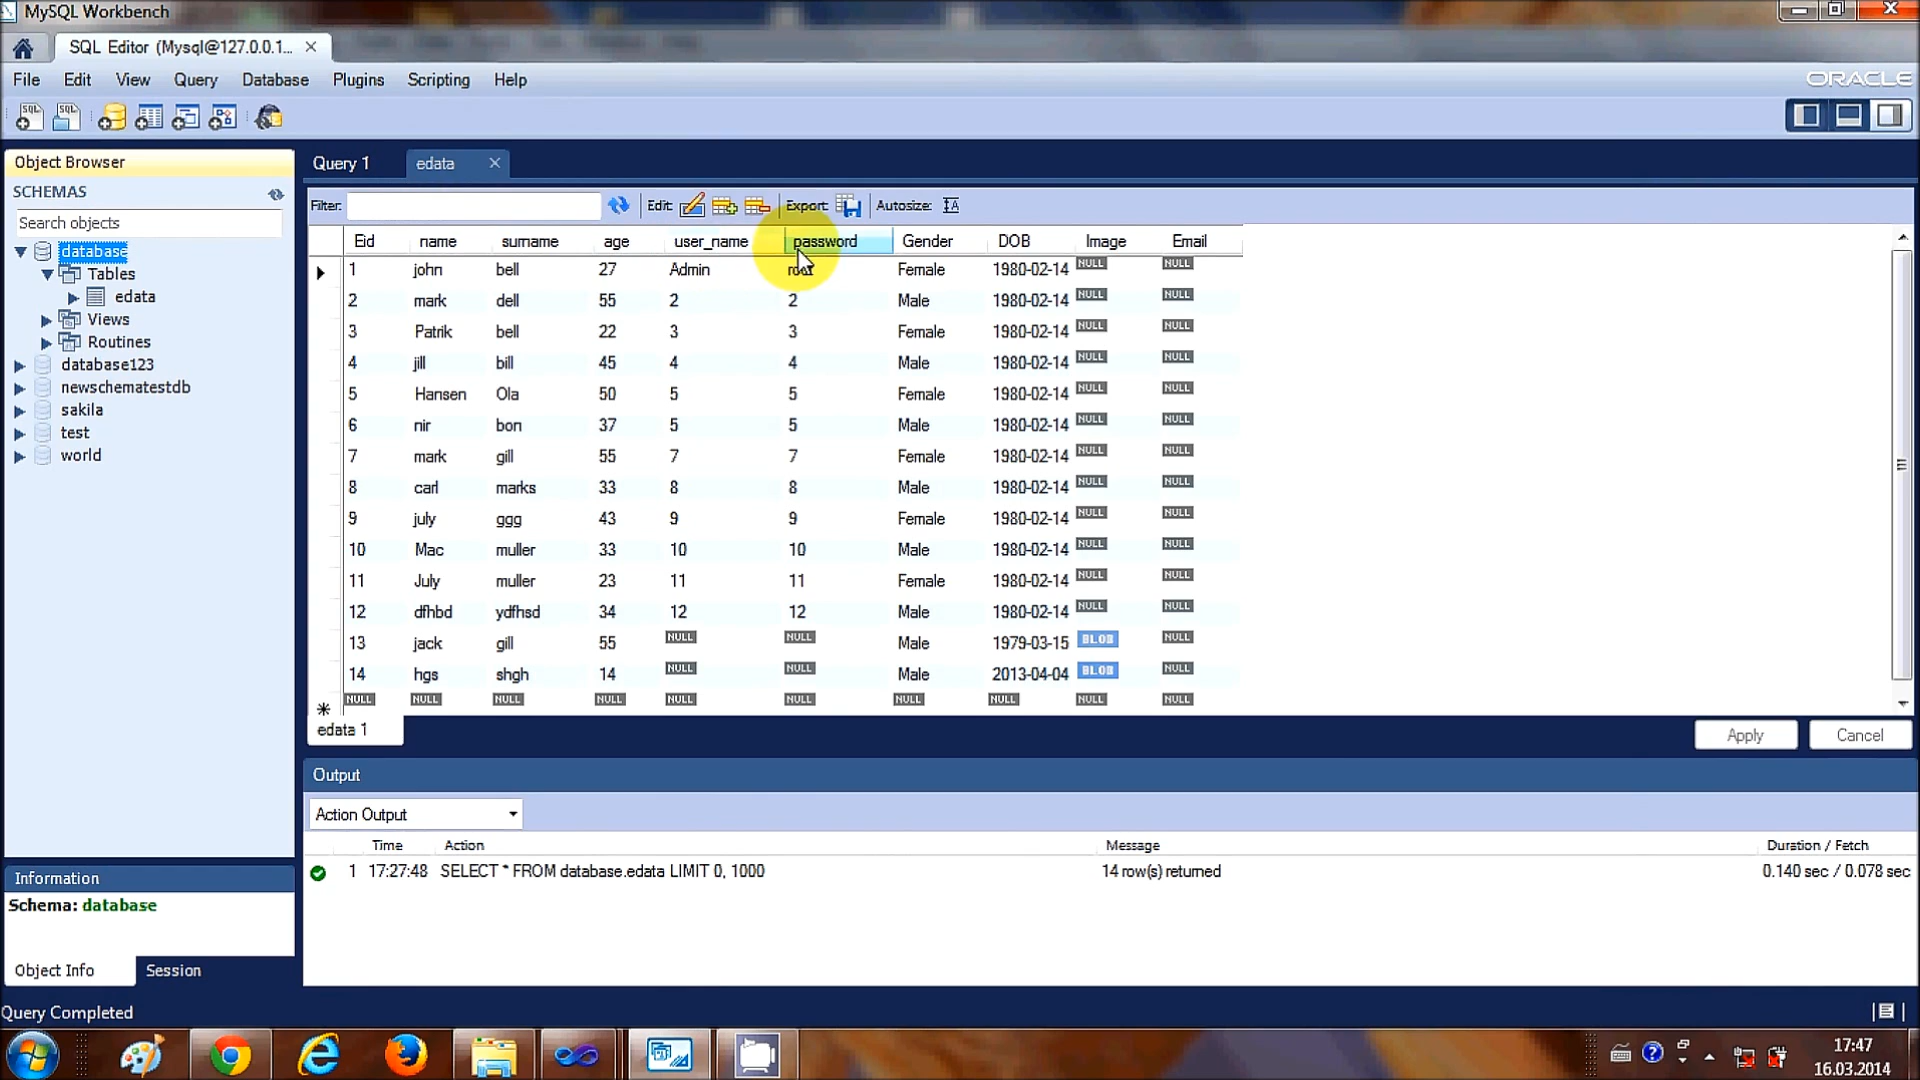 MySQL Workbench
SQL Editor (Mysql@127.0.0.1...
File Edit View Query Database Plugins Scripting Help
ORACLE
SQL SQL
Object Browser
SCHEMAS
Search objects
database
Tables
edata
Views
Routines
database123
newschematestdb
sakila
test
world
Query 1 edata
Filter: Edit: Export: Autosize:
Eid name surname age user_name password Gender DOB Image Email
1 john bell 27 Admin root Female 1980-02-14 NULL NULL
2 mark dell 55 2 2 Male 1980-02-14 NULL NULL
3 Patrik bell 22 3 3 Female 1980-02-14 NULL NULL
4 jill bill 45 4 4 Male 1980-02-14 NULL NULL
5 Hansen Ola 50 5 5 Female 1980-02-14 NULL NULL
6 nir bon 37 5 5 Male 1980-02-14 NULL NULL
7 mark gill 55 7 7 Female 1980-02-14 NULL NULL
8 carl marks 33 8 8 Male 1980-02-14 NULL NULL
9 july ggg 43 9 9 Female 1980-02-14 NULL NULL
10 Mac muller 33 10 10 Male 1980-02-14 NULL NULL
11 July muller 23 11 11 Female 1980-02-14 NULL NULL
12 dfhbd ydfhsd 34 12 12 Male 1980-02-14 NULL NULL
13 jack gill 55 NULL NULL Male 1979-03-15 BLOB NULL
14 hgs shgh 14 NULL NULL Male 2013-04-04 BLOB NULL
NULL NULL NULL NULL NULL NULL NULL NULL NULL NULL
edata 1
Apply Cancel
Output
Action Output
Time Action Message Duration / Fetch
1 17:27:48 SELECT * FROM database.edata LIMIT 0, 1000 14 row(s) returned 0.140 sec / 0.078 sec
Information
Schema: database
Object Info Session
Query Completed
17:47
16.03.2014